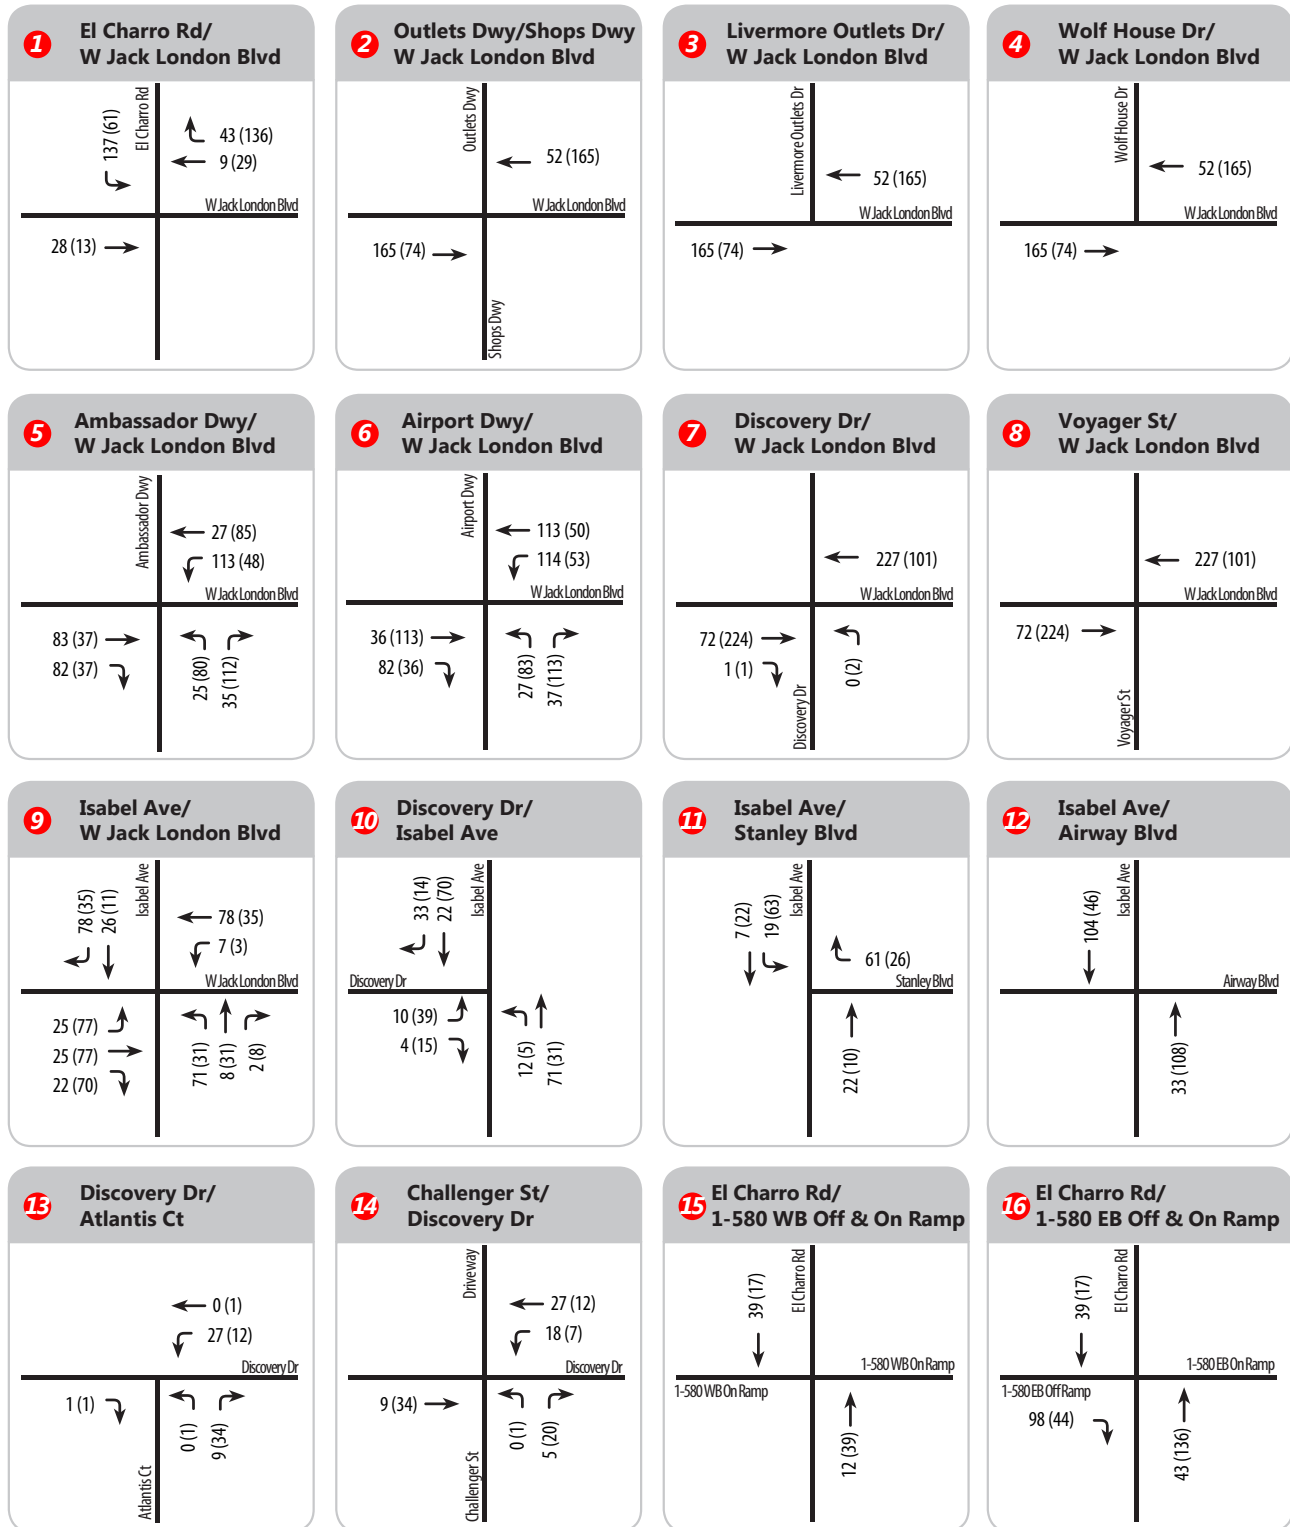 1
El Charro Rd/
W Jack London Blvd
137 (61)
El Charro Rd
43 (136)
9 (29)
W Jack London Blvd
28 (13)
2
Outlets Dwy/Shops Dwy
W Jack London Blvd
Outlets Dwy
52 (165)
W Jack London Blvd
165 (74)
Shops Dwy
3
Livermore Outlets Dr/
W Jack London Blvd
Livermore Outlets Dr
52 (165)
W Jack London Blvd
165 (74)
4
Wolf House Dr/
W Jack London Blvd
Wolf House Dr
52 (165)
W Jack London Blvd
165 (74)
5
Ambassador Dwy/
W Jack London Blvd
Ambassador Dwy
27 (85)
113 (48)
W Jack London Blvd
83 (37)
82 (37)
25 (80)
35 (112)
6
Airport Dwy/
W Jack London Blvd
Airport Dwy
113 (50)
114 (53)
W Jack London Blvd
36 (113)
82 (36)
27 (83)
37 (113)
7
Discovery Dr/
W Jack London Blvd
227 (101)
W Jack London Blvd
72 (224)
1 (1)
0 (2)
Discovery Dr
8
Voyager St/
W Jack London Blvd
227 (101)
W Jack London Blvd
72 (224)
Voyager St
9
Isabel Ave/
W Jack London Blvd
78 (35)
26 (11)
Isabel Ave
78 (35)
7 (3)
W Jack London Blvd
25 (77)
25 (77)
22 (70)
71 (31)
8 (31)
2 (8)
10
Discovery Dr/
Isabel Ave
33 (14)
22 (70)
Isabel Ave
Discovery Dr
10 (39)
4 (15)
12 (5)
71 (31)
11
Isabel Ave/
Stanley Blvd
7 (22)
19 (63)
Isabel Ave
61 (26)
Stanley Blvd
22 (10)
12
Isabel Ave/
Airway Blvd
104 (46)
Isabel Ave
Airway Blvd
33 (108)
13
Discovery Dr/
Atlantis Ct
0 (1)
27 (12)
Discovery Dr
1 (1)
0 (1)
9 (34)
Atlantis Ct
14
Challenger St/
Discovery Dr
Driveway
27 (12)
18 (7)
Discovery Dr
9 (34)
0 (1)
5 (20)
Challenger St
15
El Charro Rd/
1-580 WB Off & On Ramp
39 (17)
El Charro Rd
1-580 WB On Ramp
1-580 WB On Ramp
12 (39)
16
El Charro Rd/
1-580 EB Off & On Ramp
39 (17)
El Charro Rd
1-580 EB On Ramp
1-580 EB Off Ramp
98 (44)
43 (136)